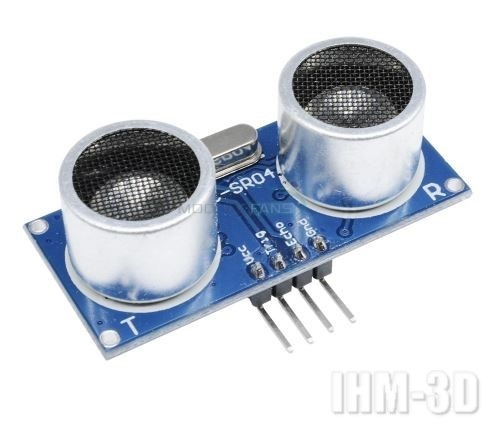 -SR04
R
Vcc
Trig
Echo
Gnd
T
IHM-3D